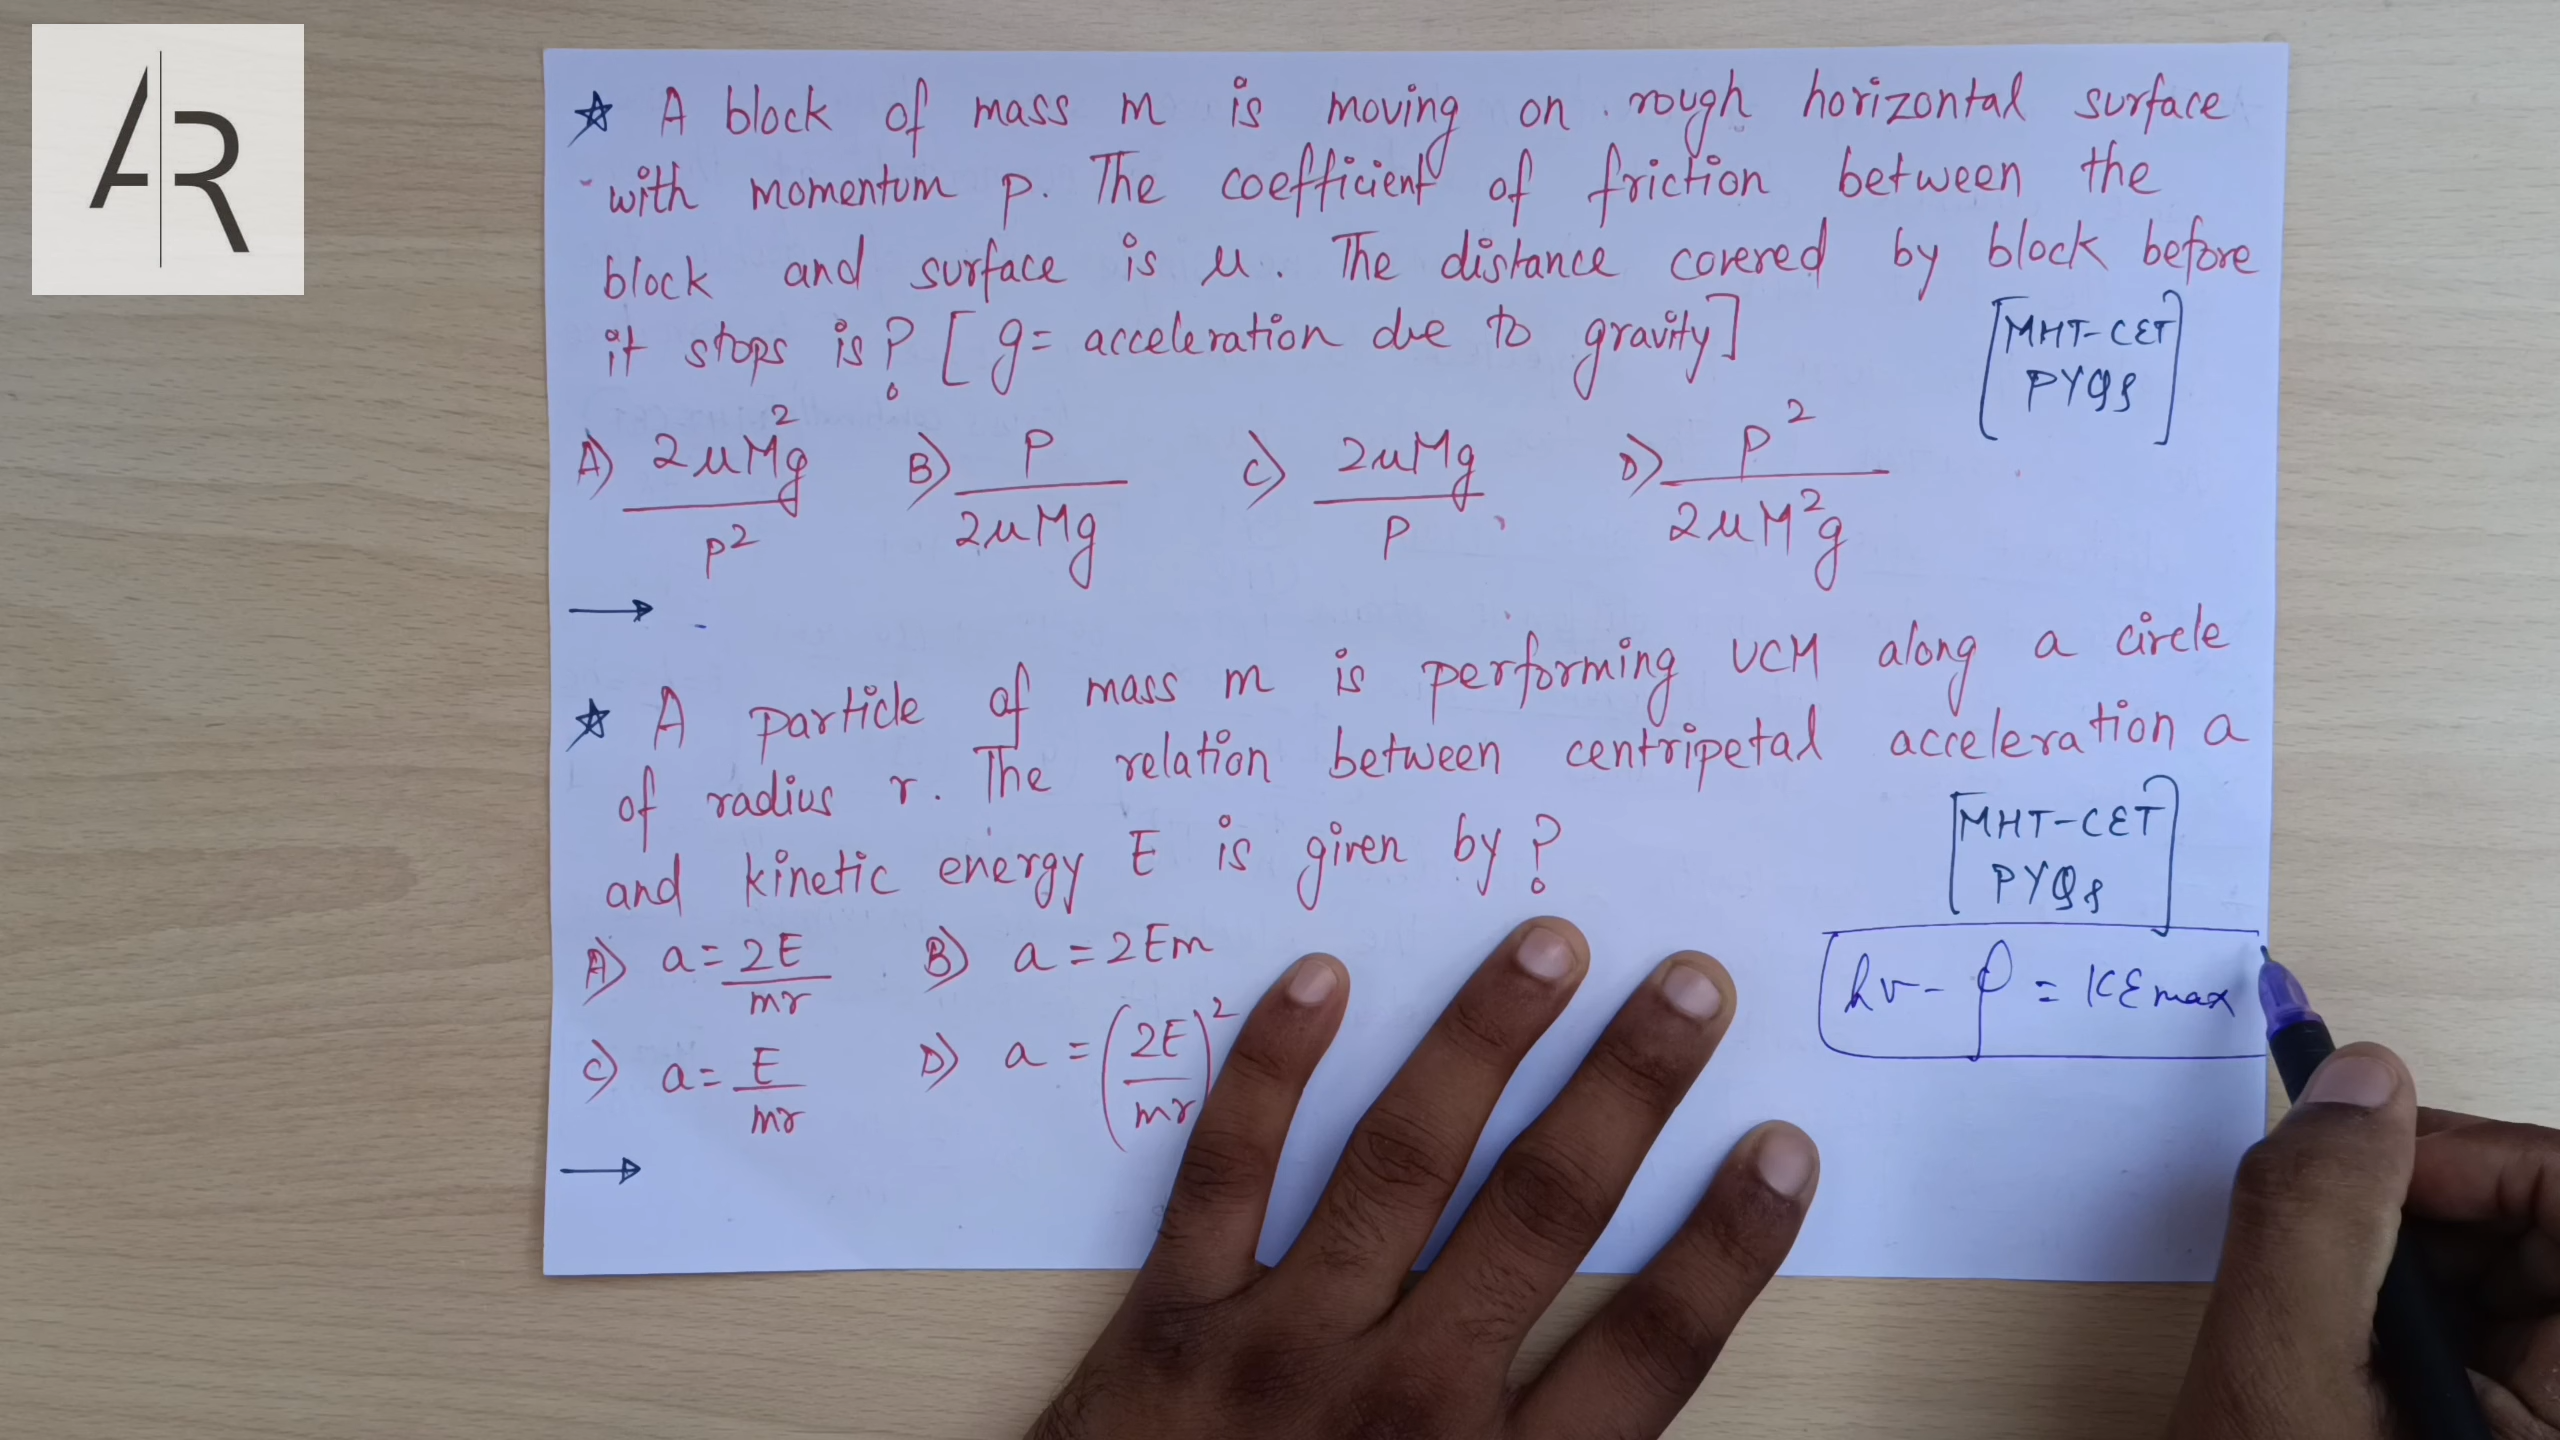 AR
☆ A block of mass m is moving on rough horizontal surface
with momentum p. The coefficient of friction between the
block and surface is μ. The distance covered by block before
it stops is? [g = acceleration due to gravity]
[MHT-CET
PYQs]
A) 2μM²g / P² B) P / 2μMg C) 2μMg / P D) P² / 2μM²g
→
☆ A particle of mass m is performing UCM along a circle
of radius r. The relation between centripetal acceleration a
and kinetic energy E is given by?
[MHT-CET
PYQs]
A) a = 2E / mr B) a = 2Em
hν - φ = KEmax
C) a = E / mr D) a = (2E / mr)²
→